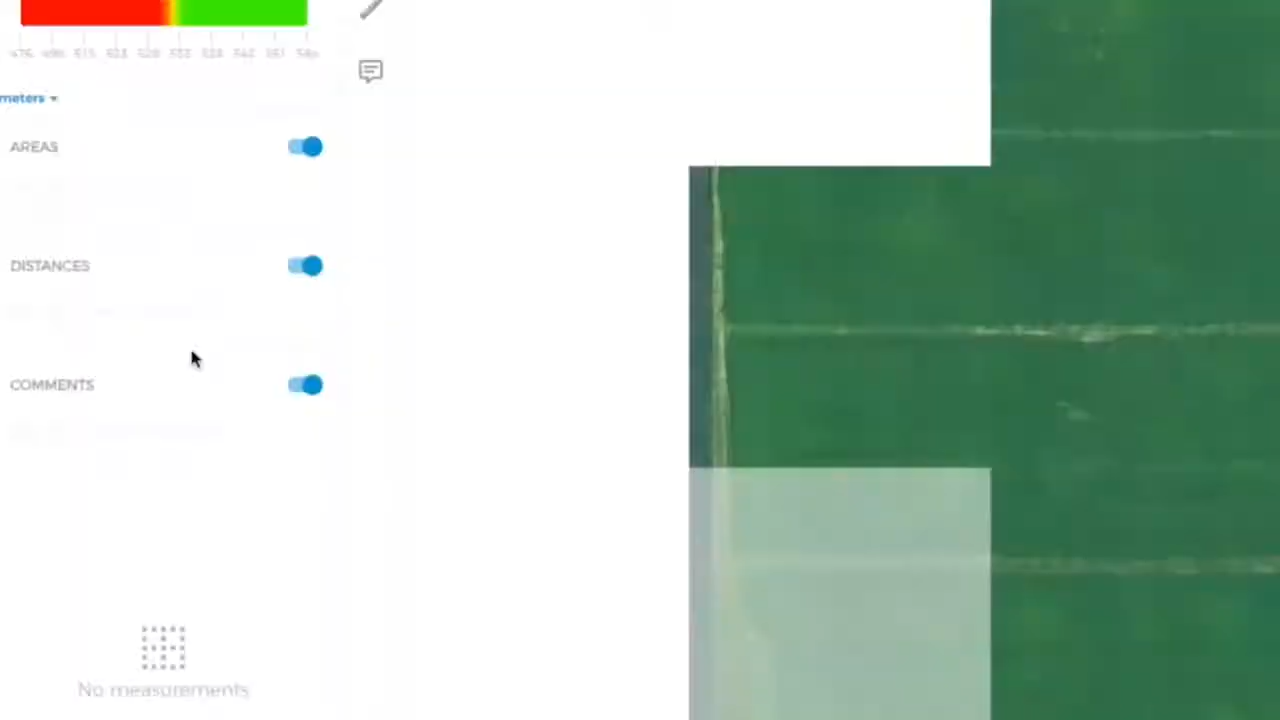 meters
AREAS
DISTANCES
COMMENTS
No measurements